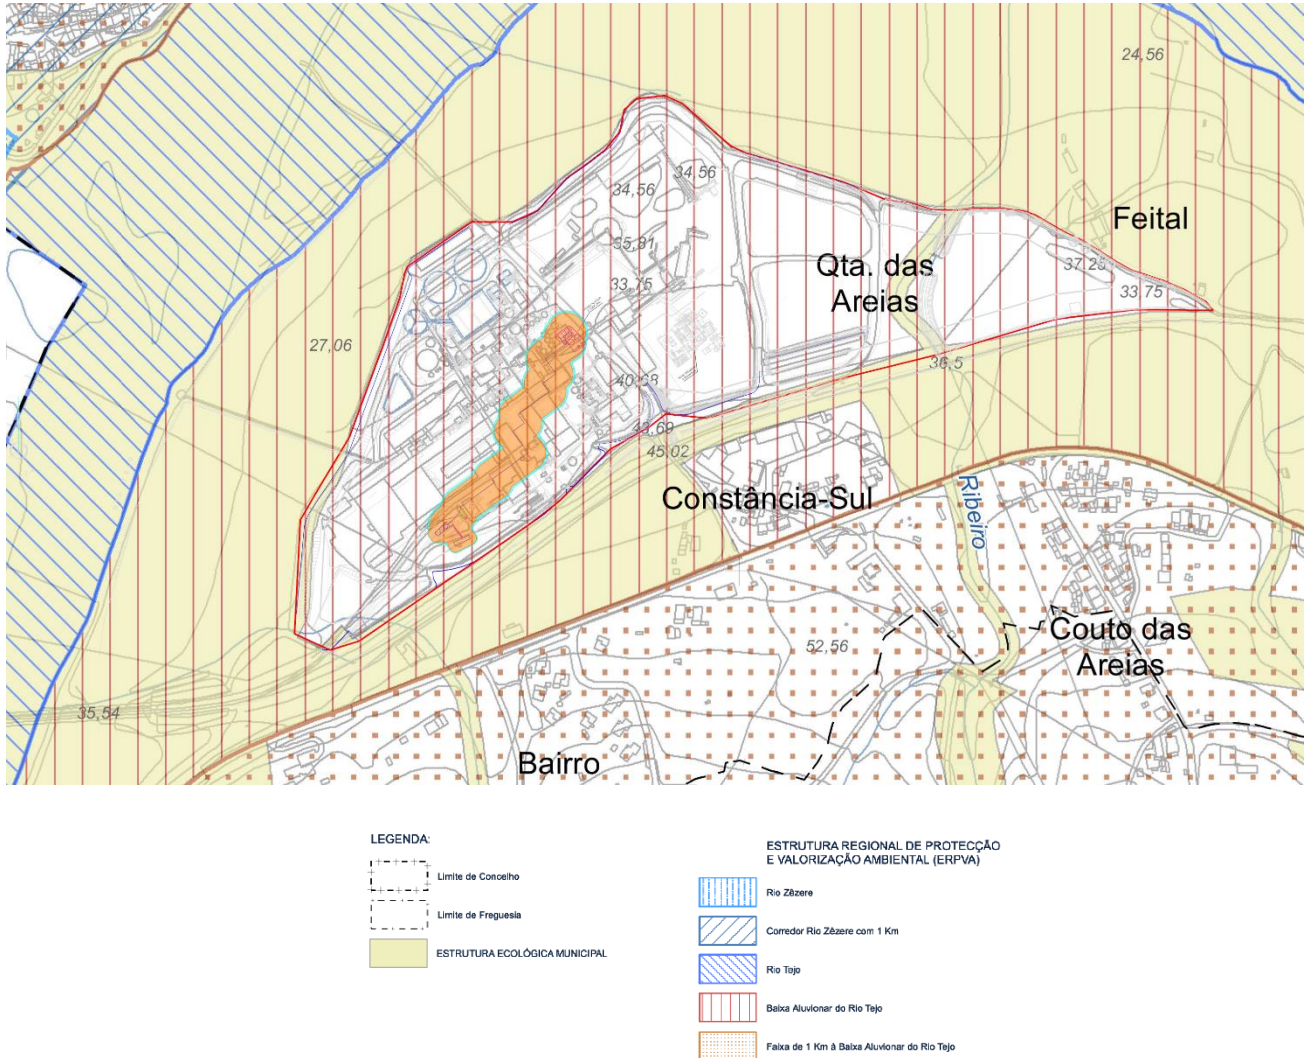 24,56
34,56
34,56
Feital
35,81
37,25
Qta. das
Areias
33,75
33,75
27,06
36,5
40,68
43,69
45,02
Constância-Sul
Ribeiro
Couto das
Areias
52,56
35,54
Bairro
LEGENDA:
Limite de Concelho
Limite de Freguesia
ESTRUTURA ECOLÓGICA MUNICIPAL
ESTRUTURA REGIONAL DE PROTECÇÃO
E VALORIZAÇÃO AMBIENTAL (ERPVA)
Rio Zêzere
Corredor Rio Zêzere com 1 Km
Rio Tejo
Baixa Aluvionar do Rio Tejo
Faixa de 1 Km à Baixa Aluvionar do Rio Tejo